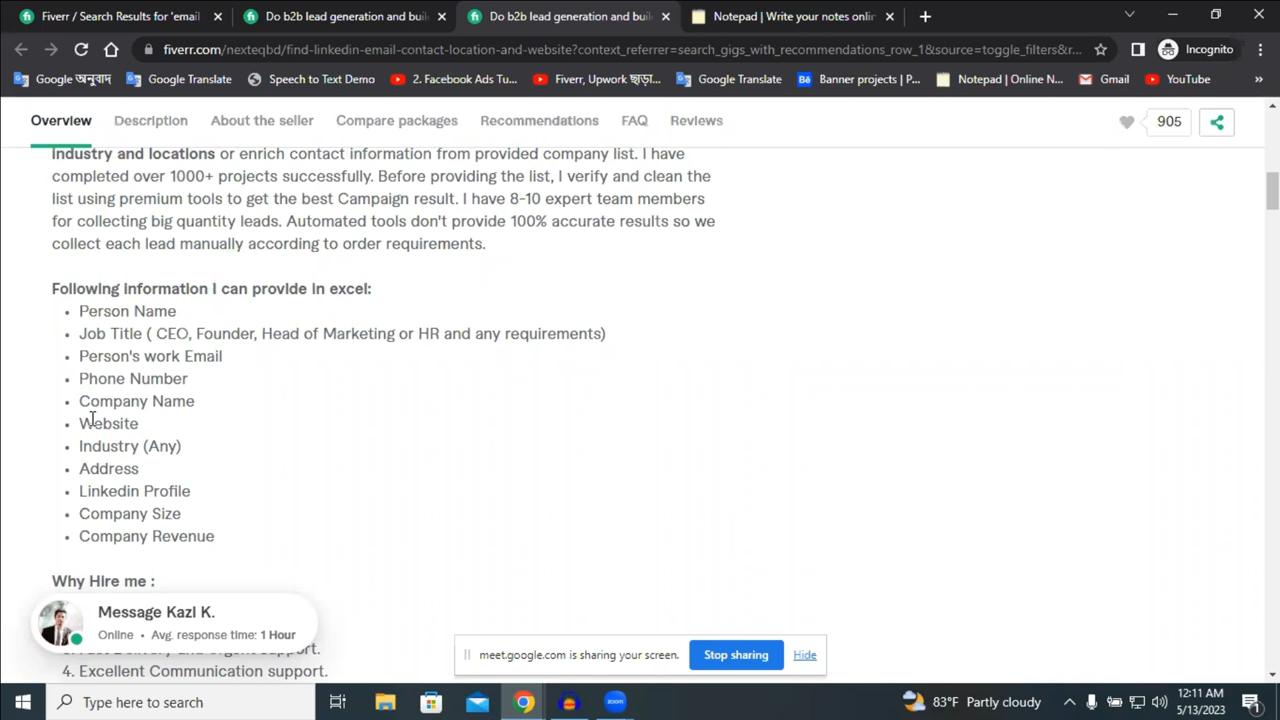 Fiverr / Search Results for 'email
Do b2b lead generation and buil
Do b2b lead generation and buil
Notepad | Write your notes onlin
fiverr.com/nexteqbd/find-linkedin-email-contact-location-and-website?context_referrer=search_gigs_with_recommendations_row_1&source=toggle_filters&r...
Incognito
Google অনুবাদ
Google Translate
Speech to Text Demo
2. Facebook Ads Tu...
Fiverr, Upwork ছাড়া...
Google Translate
Banner projects | P...
Notepad | Online N...
Gmail
YouTube
»
Overview
Description
About the seller
Compare packages
Recommendations
FAQ
Reviews
905
Industry and locations or enrich contact information from provided company list. I have
completed over 1000+ projects successfully. Before providing the list, I verify and clean the
list using premium tools to get the best Campaign result. I have 8-10 expert team members
for collecting big quantity leads. Automated tools don't provide 100% accurate results so we
collect each lead manually according to order requirements.
Following information I can provide in excel:
• Person Name
• Job Title ( CEO, Founder, Head of Marketing or HR and any requirements)
• Person's work Email
• Phone Number
• Company Name
• Website
• Industry (Any)
• Address
• Linkedin Profile
• Company Size
• Company Revenue
Why Hire me :
Message Kazi K.
Online • Avg. response time: 1 Hour
support.
4. Excellent Communication support.
meet.google.com is sharing your screen.
Stop sharing
Hide
Type here to search
zoom
83°F Partly cloudy
12:11 AM
5/13/2023
1